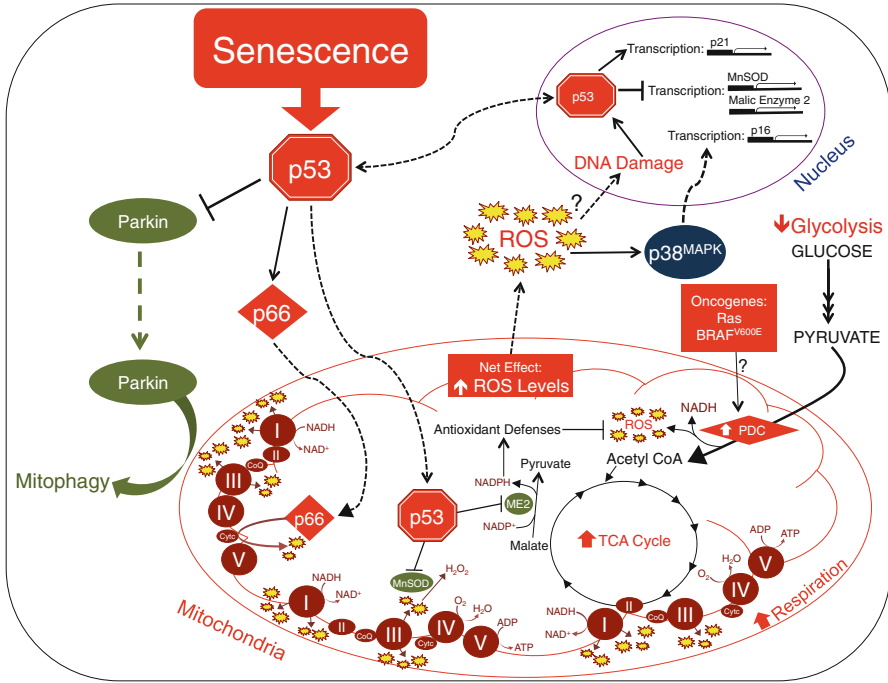 Senescence
p53
Parkin
Parkin
Mitophagy
p66
p53
Transcription: p21
Transcription: MnSOD
Malic Enzyme 2
Transcription: p16
DNA Damage
Nucleus
?
ROS
p38MAPK
Glycolysis
GLUCOSE
PYRUVATE
Oncogenes:
Ras
BRAFV600E
?
Net Effect:
ROS Levels
NADH
PDC
ROS
Acetyl CoA
Antioxidant Defenses
NADPH
Pyruvate
ME2
NADP+
Malate
TCA Cycle
p53
MnSOD
H2O2
p66
I
NADH
NAD+
II
CoQ
III
IV
Cytc
V
I
NADH
NAD+
II
CoQ
III
Cytc
IV
O2
H2O
V
ADP
ATP
NADH
NAD+
I
II
CoQ
III
Cytc
IV
O2
H2O
V
ADP
ATP
Respiration
Mitochondria